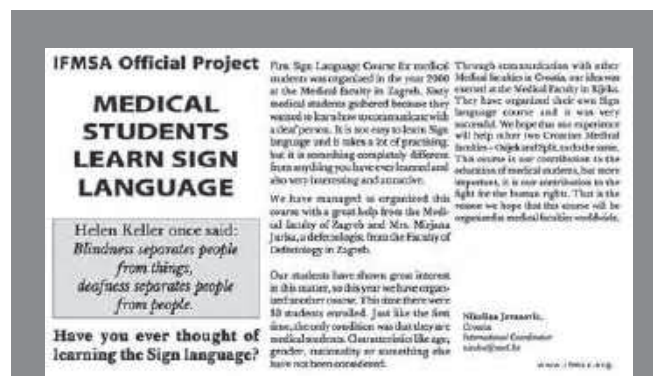 IFMSA Official Project
MEDICAL
STUDENTS
LEARN SIGN
LANGUAGE
Helen Keller once said:
Blindness separates people
from things,
deafness separates people
from people.
Have you ever thought of
learning the Sign language?
First Sign Language Course for medical
students was organized in the year 2000
at the Medical faculty in Zagreb. Sixty
medical students gathered because they
wanted to learn how to communicate with
a deaf person. It is not easy to learn Sign
language and it takes a lot of practising,
but it is something completely different
from anything you have ever learned and
also very interesting and attractive.
We have managed to organized this
course with a great help from the Medi-
cal faculty of Zagreb and Mrs. Mirjana
Jurisa, a defectologist from the Faculty of
Defectology in Zagreb.
Our students have shown great interest
in this matter, so this year we have organ-
ized another course. This time there were
students enrolled. Just like the first
time, the only condition was that they are
medical students. Characteristics like age,
gender, nationality or something else
have not been considered.
Through communication with other
Medical faculties in Croatia, our idea was
executed at the Medical Faculty in Rijeka.
They have organized their own Sign
language course and it was very
successful. We hope that our experience
will help other two Croatian Medical
faculties - Osijek and Split, to do the same.
This course is our contribution to the
education of medical students, but more
important, it is our contribution to the
fight for the human rights. That is the
reason we hope that this course will be
organized at medical faculties worldwide.
Nikolina
Croatia
International Coordinator
www.ifmsa.org